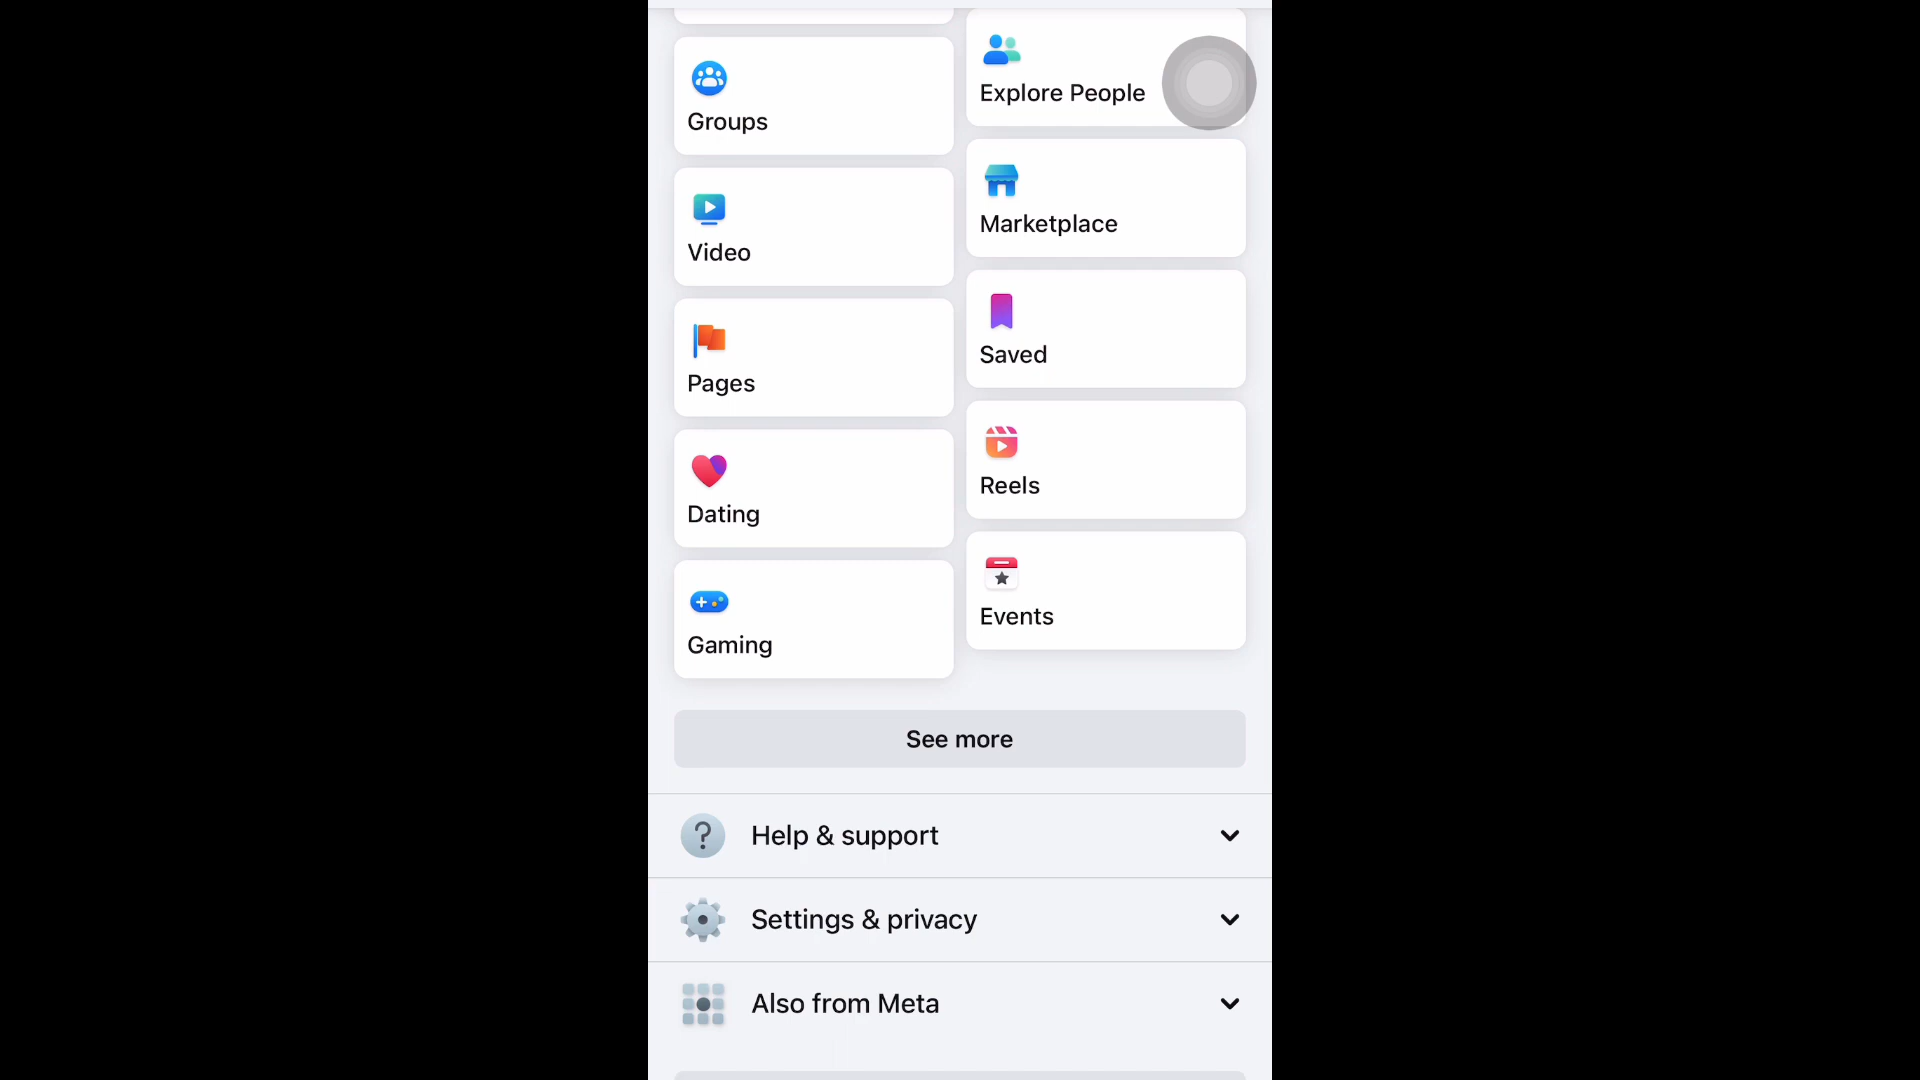 Groups
Explore People
Video
Marketplace
Pages
Saved
Dating
Reels
Gaming
Events
See more
Help & support
Settings & privacy
Also from Meta